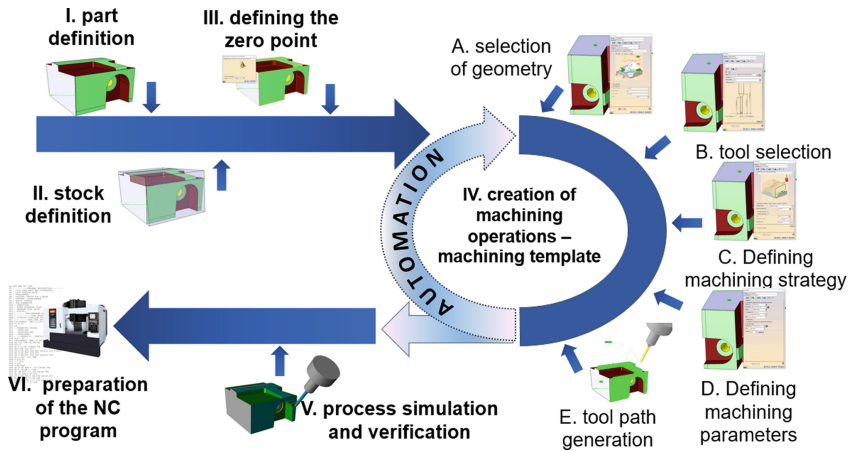 I. part
definition
III. defining the
zero point
A. selection
of geometry
B. tool selection
II. stock
definition
AUTOMATION
IV. creation of
machining
operations –
machining template
C. Defining
machining strategy
D. Defining
machining
parameters
E. tool path
generation
V. process simulation
and verification
VI. preparation
of the NC
program